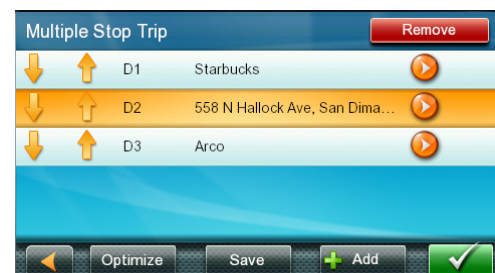 Multiple Stop Trip Remove
D1 Starbucks
D2 558 N Hallock Ave, San Dima...
D3 Arco
Optimize Save Add